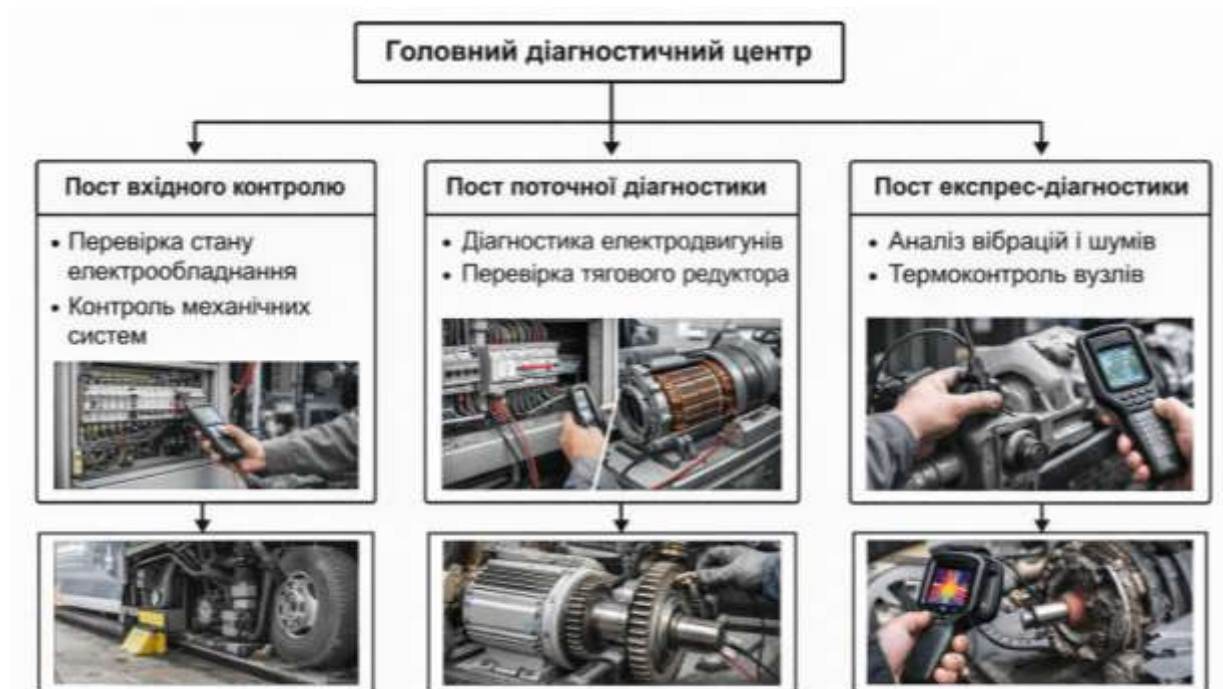 Головний діагностичний центр
Пост вхідного контролю
• Перевірка стану
електрообладнання
• Контроль механічних
систем
Пост поточної діагностики
• Діагностика електродвигунів
• Перевірка тягового редуктора
Пост експрес-діагностики
• Аналіз вібрацій і шумів
• Термоконтроль вузлів